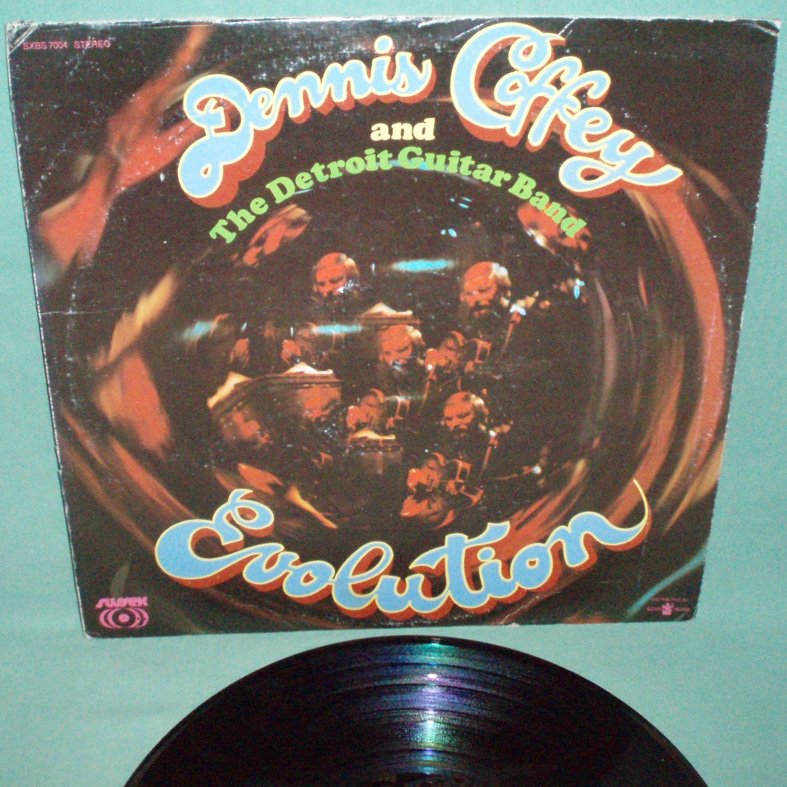 SXBS 7004 STEREO
Dennis Coffey
and
The Detroit Guitar Band
Evolution
SUSSEX